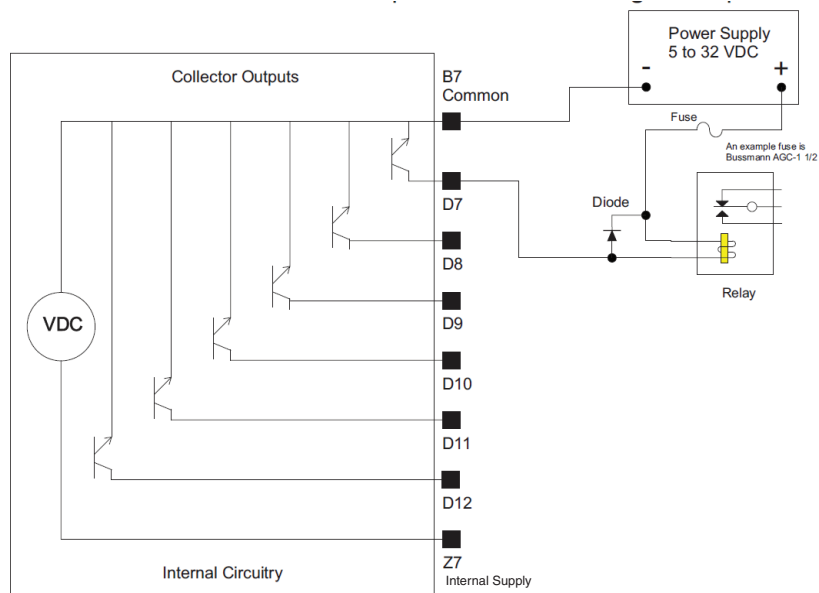 Collector Outputs
B7
Common
Power Supply
5 to 32 VDC
-
+
Fuse
An example fuse is
Bussmann AGC-1 1/2
D7
Diode
D8
Relay
D9
VDC
D10
D11
D12
Z7
Internal Supply
Internal Circuitry